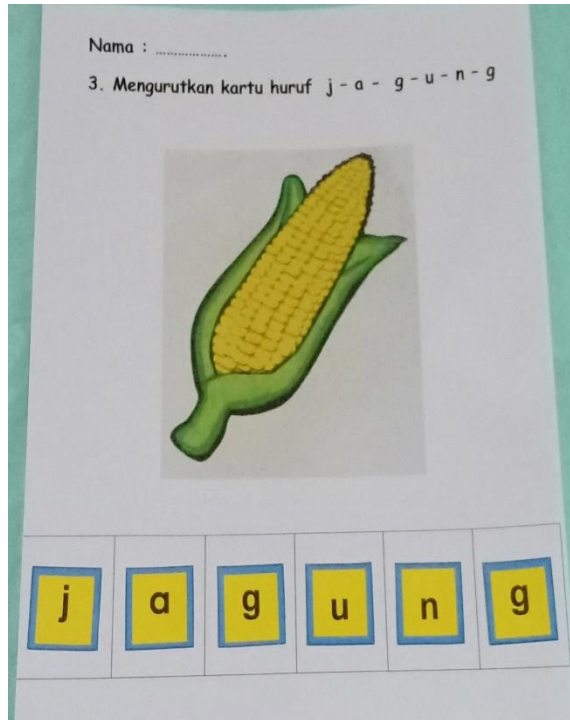 Nama : ..................
3. Mengurutkan kartu huruf j - a - g - u - n - g
j a g u n g